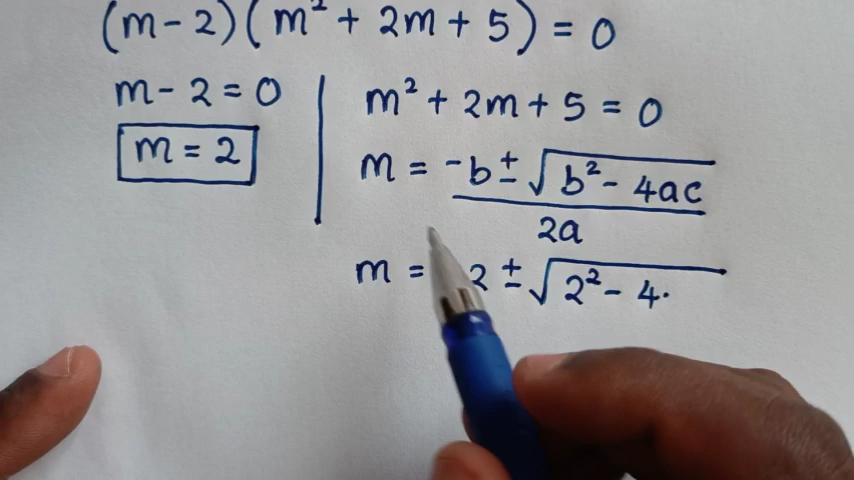 (m - 2)(m² + 2m + 5) = 0
m - 2 = 0
m = 2
m² + 2m + 5 = 0
m = -b ± √(b² - 4ac) / 2a
m = 2 ± √(2² - 4·